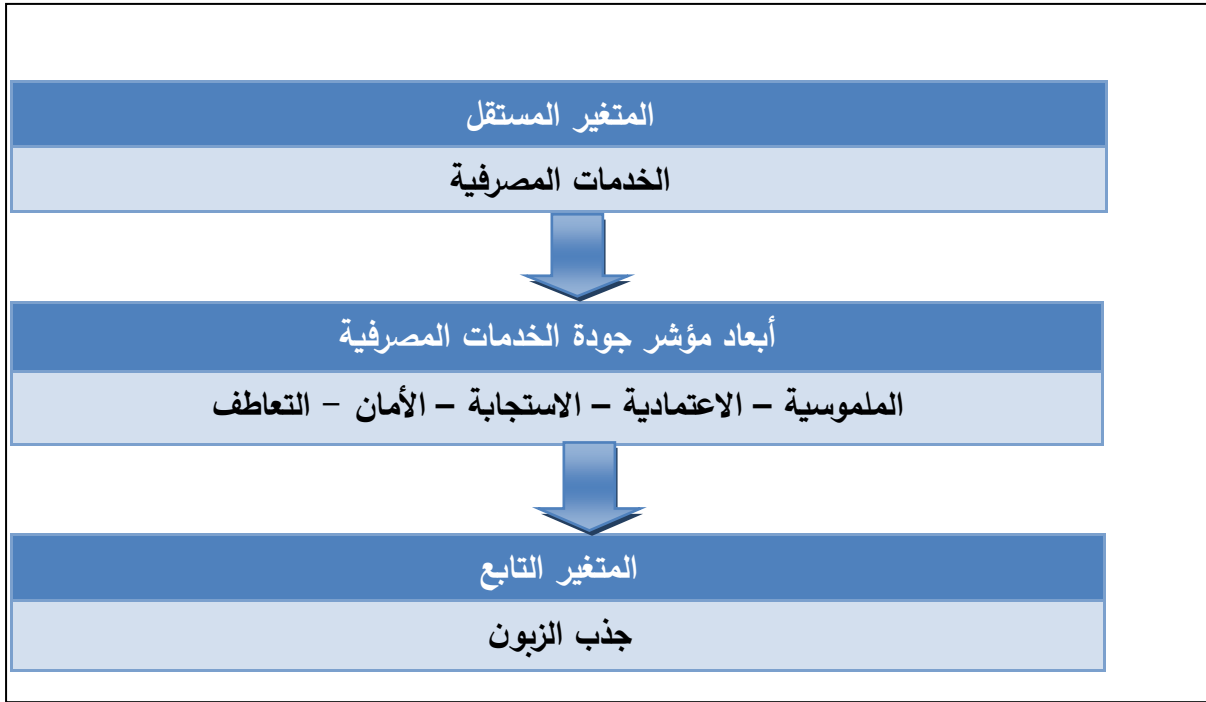 المتغير المستقل
الخدمات المصرفية
أبعاد مؤشر جودة الخدمات المصرفية
الملموسية – الاعتمادية – الاستجابة – الأمان – التعاطف
المتغير التابع
جذب الزبون